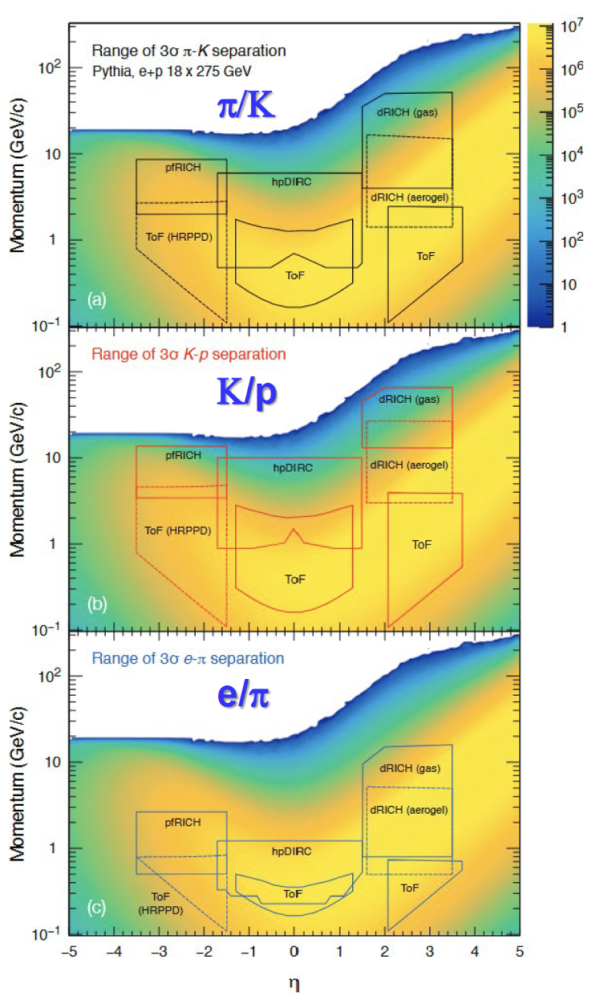 Range of 3σ π-K separation
Pythia, e+p 18 x 275 GeV
π/K
dRICH (gas)
pfRICH
hpDIRC
dRICH (aerogel)
ToF (HRPPD)
ToF
ToF
(a)
Momentum (GeV/c)
10²
10
1
10⁻¹
10⁷
10⁶
10⁵
10⁴
10³
10²
10
1
Range of 3σ K-p separation
K/p
dRICH (gas)
pfRICH
hpDIRC
dRICH (aerogel)
ToF (HRPPD)
ToF
ToF
(b)
Momentum (GeV/c)
10²
10
1
10⁻¹
Range of 3σ e-π separation
e/π
dRICH (gas)
dRICH (aerogel)
pfRICH
hpDIRC
ToF
(HRPPD)
ToF
ToF
(c)
Momentum (GeV/c)
10²
10
1
10⁻¹
−5 −4 −3 −2 −1 0 1 2 3 4 5
η